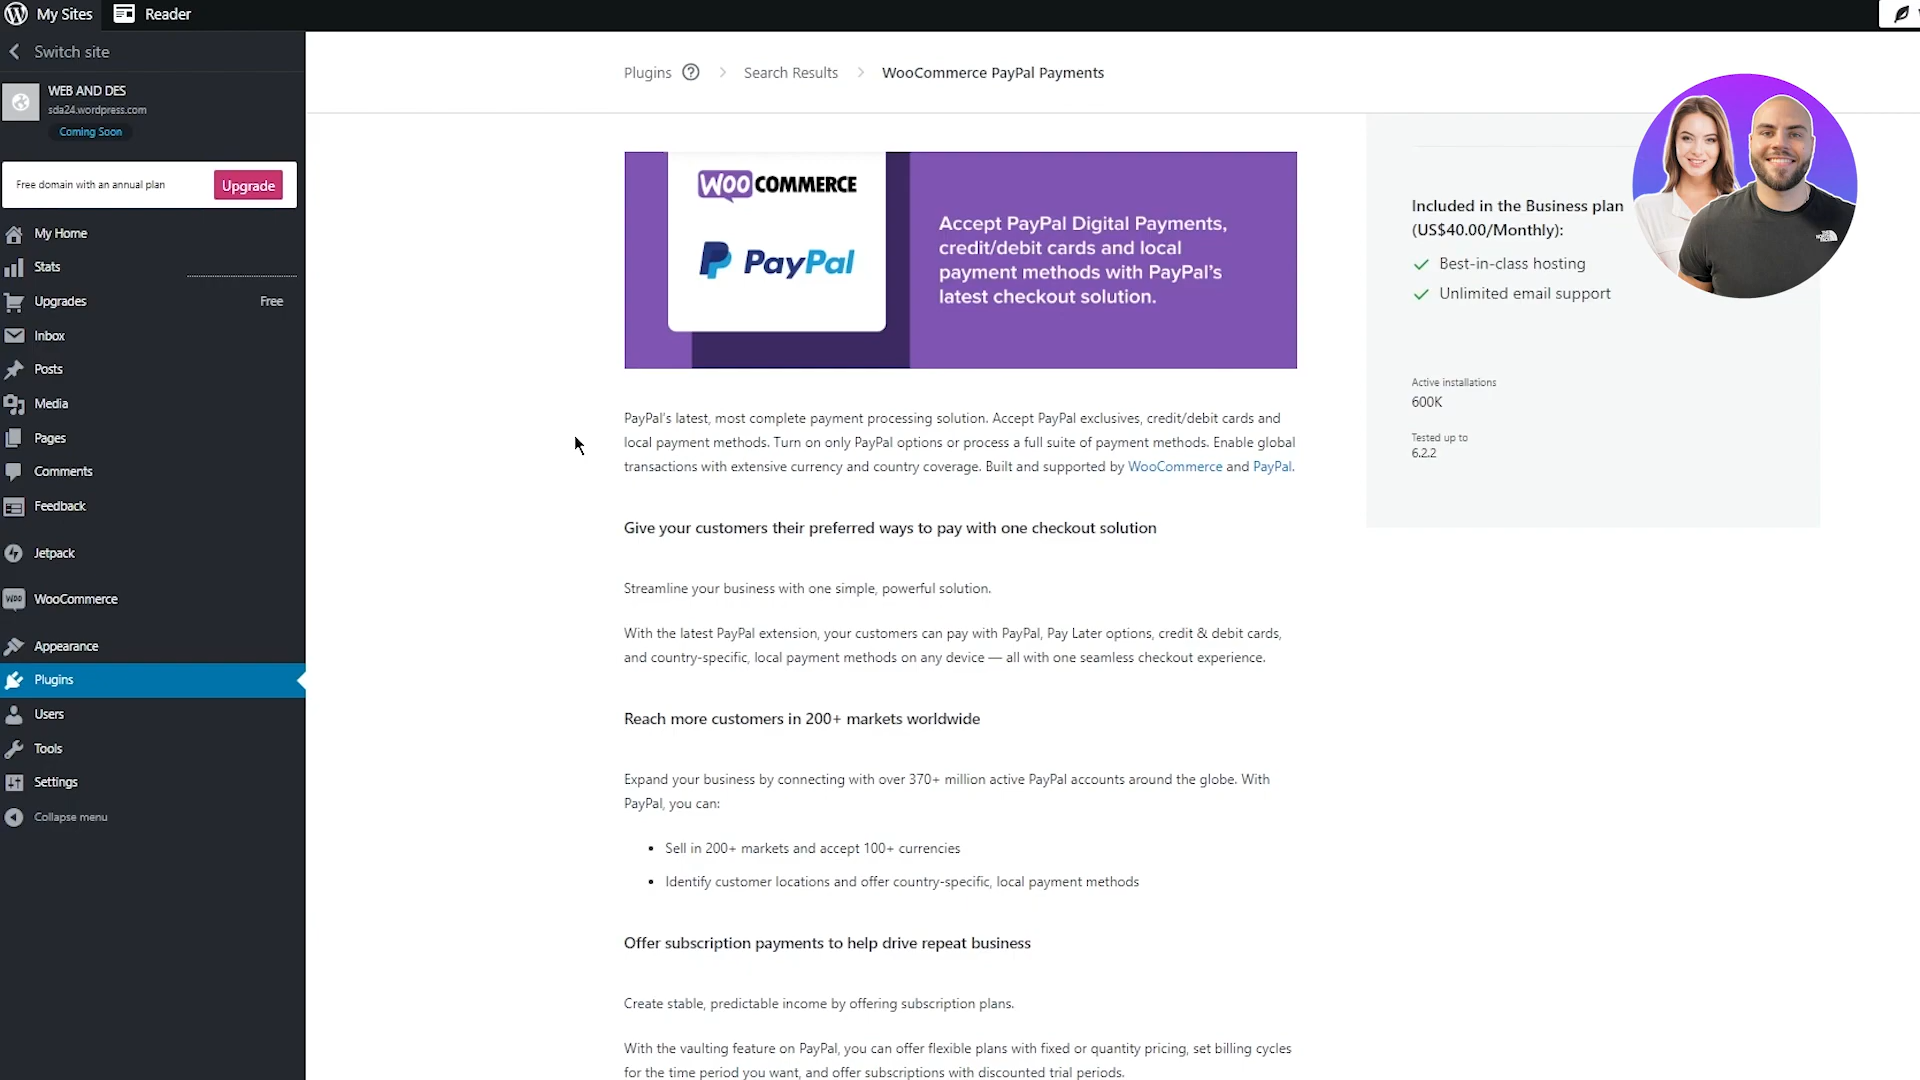 My Sites
Reader
Switch site
WEB AND DES
sda24.wordpress.com
Coming Soon
Free domain with an annual plan
Upgrade
My Home
Stats
Upgrades
Free
Inbox
Posts
Media
Pages
Comments
Feedback
Jetpack
WooCommerce
Appearance
Plugins
Users
Tools
Settings
Collapse menu
Plugins
Search Results
WooCommerce PayPal Payments
WOOCOMMERCE
PayPal
Accept PayPal Digital Payments,
credit/debit cards and local
payment methods with PayPal's
latest checkout solution.
PayPal's latest, most complete payment processing solution. Accept PayPal exclusives, credit/debit cards and
local payment methods. Turn on only PayPal options or process a full suite of payment methods. Enable global
transactions with extensive currency and country coverage. Built and supported by WooCommerce and PayPal.
Give your customers their preferred ways to pay with one checkout solution
Streamline your business with one simple, powerful solution.
With the latest PayPal extension, your customers can pay with PayPal, Pay Later options, credit & debit cards,
and country-specific, local payment methods on any device — all with one seamless checkout experience.
Reach more customers in 200+ markets worldwide
Expand your business by connecting with over 370+ million active PayPal accounts around the globe. With
PayPal, you can:
• Sell in 200+ markets and accept 100+ currencies
• Identify customer locations and offer country-specific, local payment methods
Offer subscription payments to help drive repeat business
Create stable, predictable income by offering subscription plans.
With the vaulting feature on PayPal, you can offer flexible plans with fixed or quantity pricing, set billing cycles
for the time period you want, and offer subscriptions with discounted trial periods.
Included in the Business plan
(US$40.00/Monthly):
Best-in-class hosting
Unlimited email support
Active installations
600K
Tested up to
6.2.2